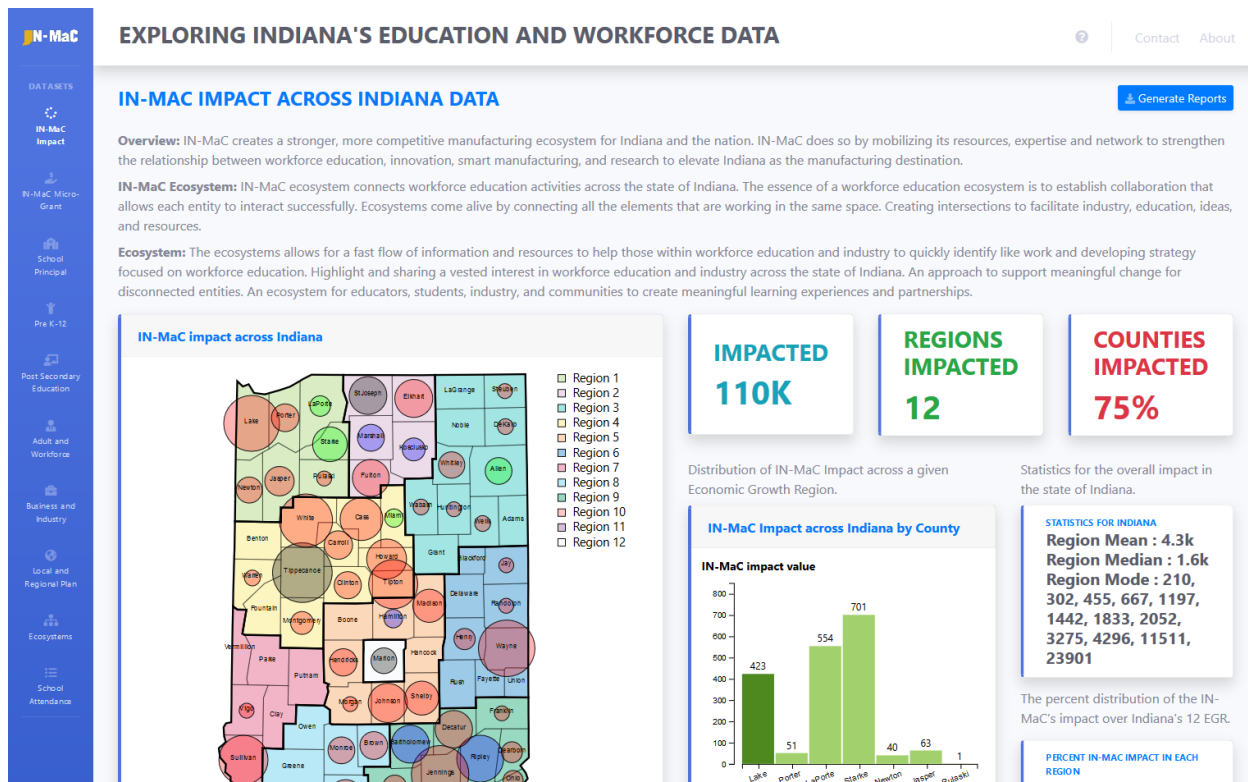 IN-MaC
EXPLORING INDIANA'S EDUCATION AND WORKFORCE DATA
Contact
About
DATASETS
IN-MaC
Impact
IN-MaC Micro-
Grant
School
Principal
Pre K-12
Post Secondary
Education
Adult and
Workforce
Business and
Industry
Local and
Regional Plan
Ecosystems
School
Attendance
IN-MAC IMPACT ACROSS INDIANA DATA
Generate Reports
Overview: IN-MaC creates a stronger, more competitive manufacturing ecosystem for Indiana and the nation. IN-MaC does so by mobilizing its resources, expertise and network to strengthen
the relationship between workforce education, innovation, smart manufacturing, and research to elevate Indiana as the manufacturing destination.
IN-MaC Ecosystem: IN-MaC ecosystem connects workforce education activities across the state of Indiana. The essence of a workforce education ecosystem is to establish collaboration that
allows each entity to interact successfully. Ecosystems come alive by connecting all the elements that are working in the same space. Creating intersections to facilitate industry, education, ideas,
and resources.
Ecosystem: The ecosystems allows for a fast flow of information and resources to help those within workforce education and industry to quickly identify like work and developing strategy
focused on workforce education. Highlight and sharing a vested interest in workforce education and industry across the state of Indiana. An approach to support meaningful change for
disconnected entities. An ecosystem for educators, students, industry, and communities to create meaningful learning experiences and partnerships.
IN-MaC impact across Indiana
Lake
Porter
LaPorte
St.Joseph
Elkhart
LaGrange
Steuben
Starke
Marshall
Kosciusko
Noble
DeKalb
Newton
Jasper
Pulaski
Fulton
Whitley
Allen
White
Cass
Miami
Wabash
Huntington
Wells
Adams
Benton
Carroll
Howard
Grant
Blackford
Jay
Warren
Tippecanoe
Clinton
Tipton
Delaware
Randolph
Fountain
Montgomery
Boone
Hamilton
Madison
Henry
Wayne
Vermillion
Parke
Putnam
Hendricks
Marion
Hancock
Rush
Fayette
Union
Vigo
Clay
Morgan
Johnson
Shelby
Franklin
Owen
Monroe
Brown
Bartholomew
Decatur
Dearborn
Sullivan
Greene
Jennings
Ripley
Ohio
Region 1
Region 2
Region 3
Region 4
Region 5
Region 6
Region 7
Region 8
Region 9
Region 10
Region 11
Region 12
IMPACTED
110K
REGIONS
IMPACTED
12
COUNTIES
IMPACTED
75%
Distribution of IN-MaC Impact across a given
Economic Growth Region.
IN-MaC Impact across Indiana by County
IN-MaC impact value
800
700
600
500
400
300
200
100
423
51
554
701
40
63
1
Lake
Porter
LaPorte
Starke
Newton
Jasper
Pulaski
Statistics for the overall impact in
the state of Indiana.
STATISTICS FOR INDIANA
Region Mean : 4.3k
Region Median : 1.6k
Region Mode : 210,
302, 455, 667, 1197,
1442, 1833, 2052,
3275, 4296, 11511,
23901
The percent distribution of the IN-
MaC's impact over Indiana's 12 EGR.
PERCENT IN-MAC IMPACT IN EACH
REGION